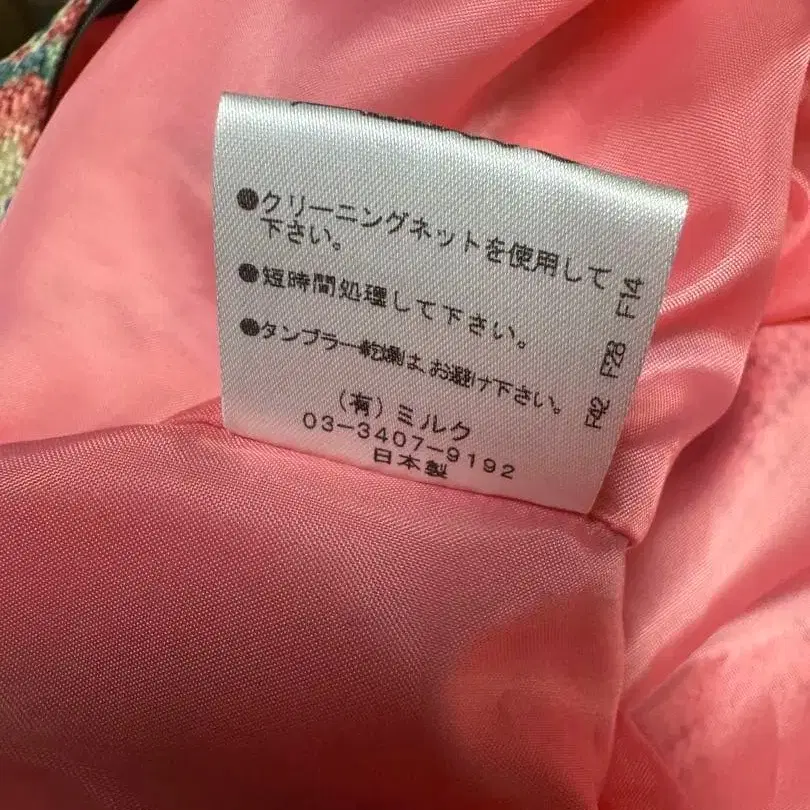 ●クリーニングネットを使用して
下さい。
●短時間処理して下さい。
●タンブラー乾燥は、お避け下さい。
(有)ミルク
03-3407-9192
日本製
F42 F28 F14